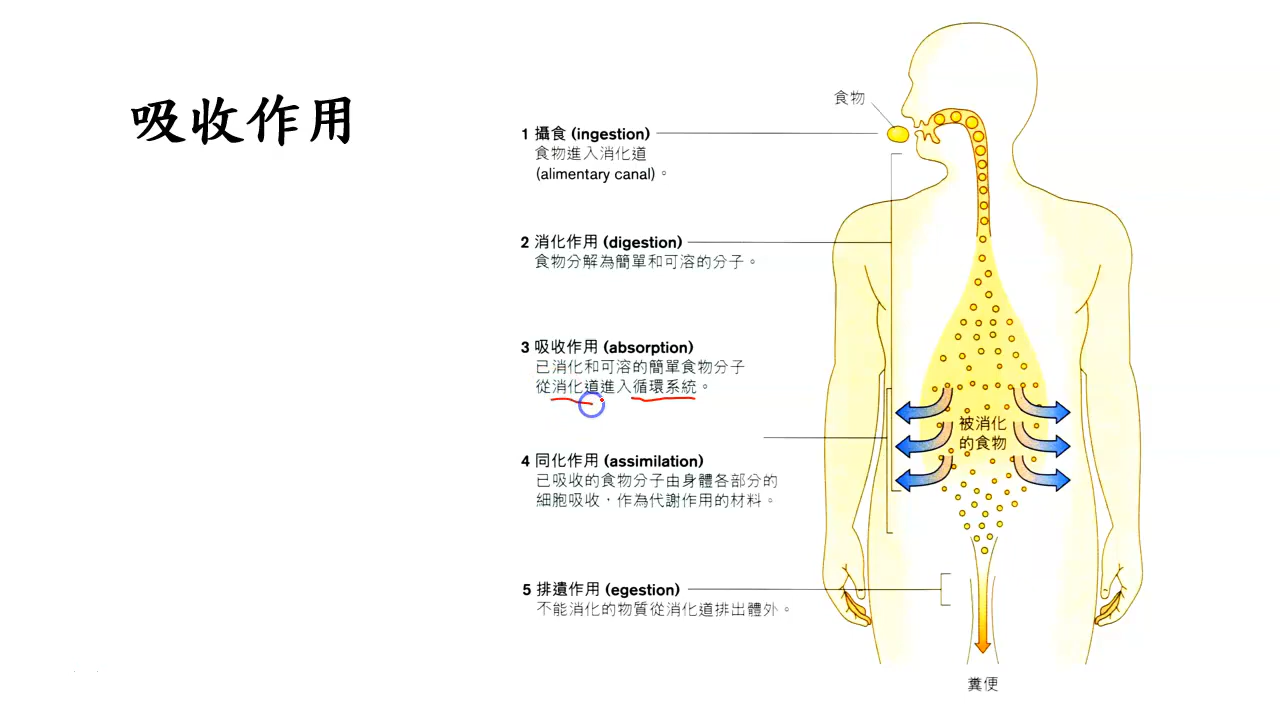 吸收作用
食物
1 攝食 (ingestion)
食物進入消化道
(alimentary canal)。
2 消化作用 (digestion)
食物分解為簡單和可溶的分子。
3 吸收作用 (absorption)
已消化和可溶的簡單食物分子
從消化道進入循環系統。
被消化
的食物
4 同化作用 (assimilation)
已吸收的食物分子由身體各部分的
細胞吸收，作為代謝作用的材料。
5 排遺作用 (egestion)
不能消化的物質從消化道排出體外。
糞便